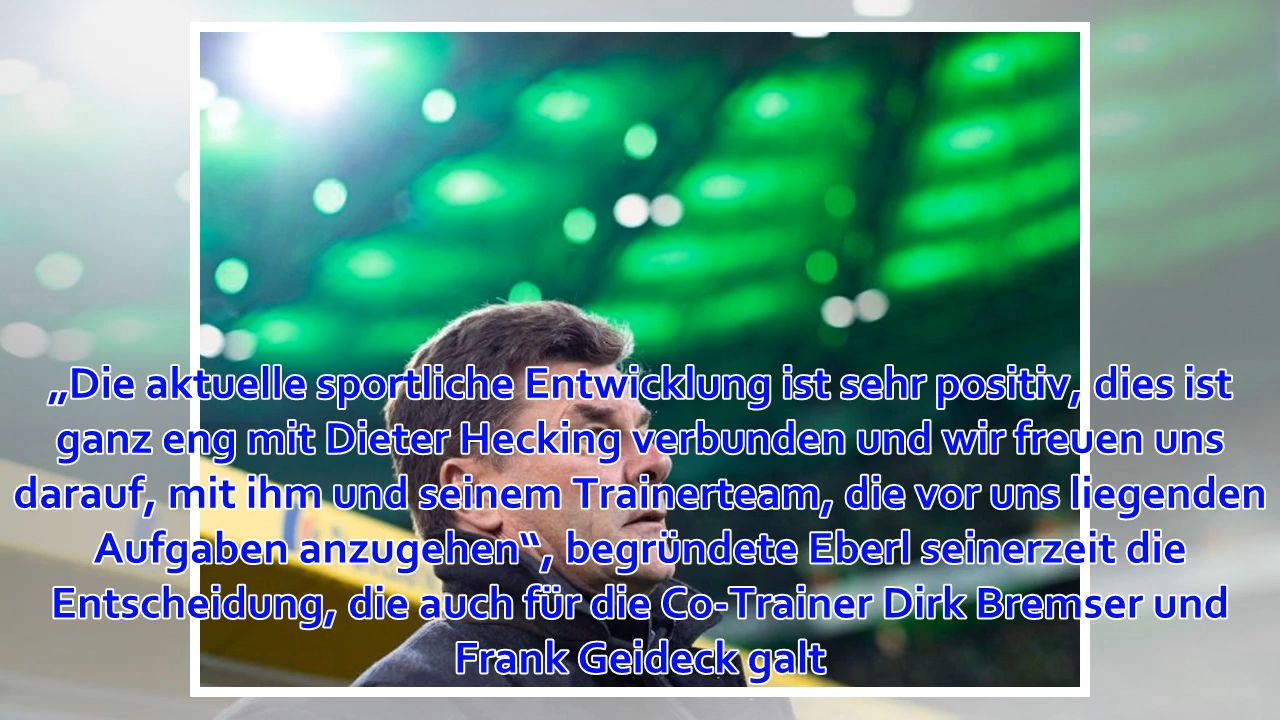 „Die aktuelle sportliche Entwicklung ist sehr positiv, dies ist
ganz eng mit Dieter Hecking verbunden und wir freuen uns
darauf, mit ihm und seinem Trainerteam, die vor uns liegenden
Aufgaben anzugehen“, begründete Eberl seinerzeit die
Entscheidung, die auch für die Co-Trainer Dirk Bremser und
Frank Geideck galt